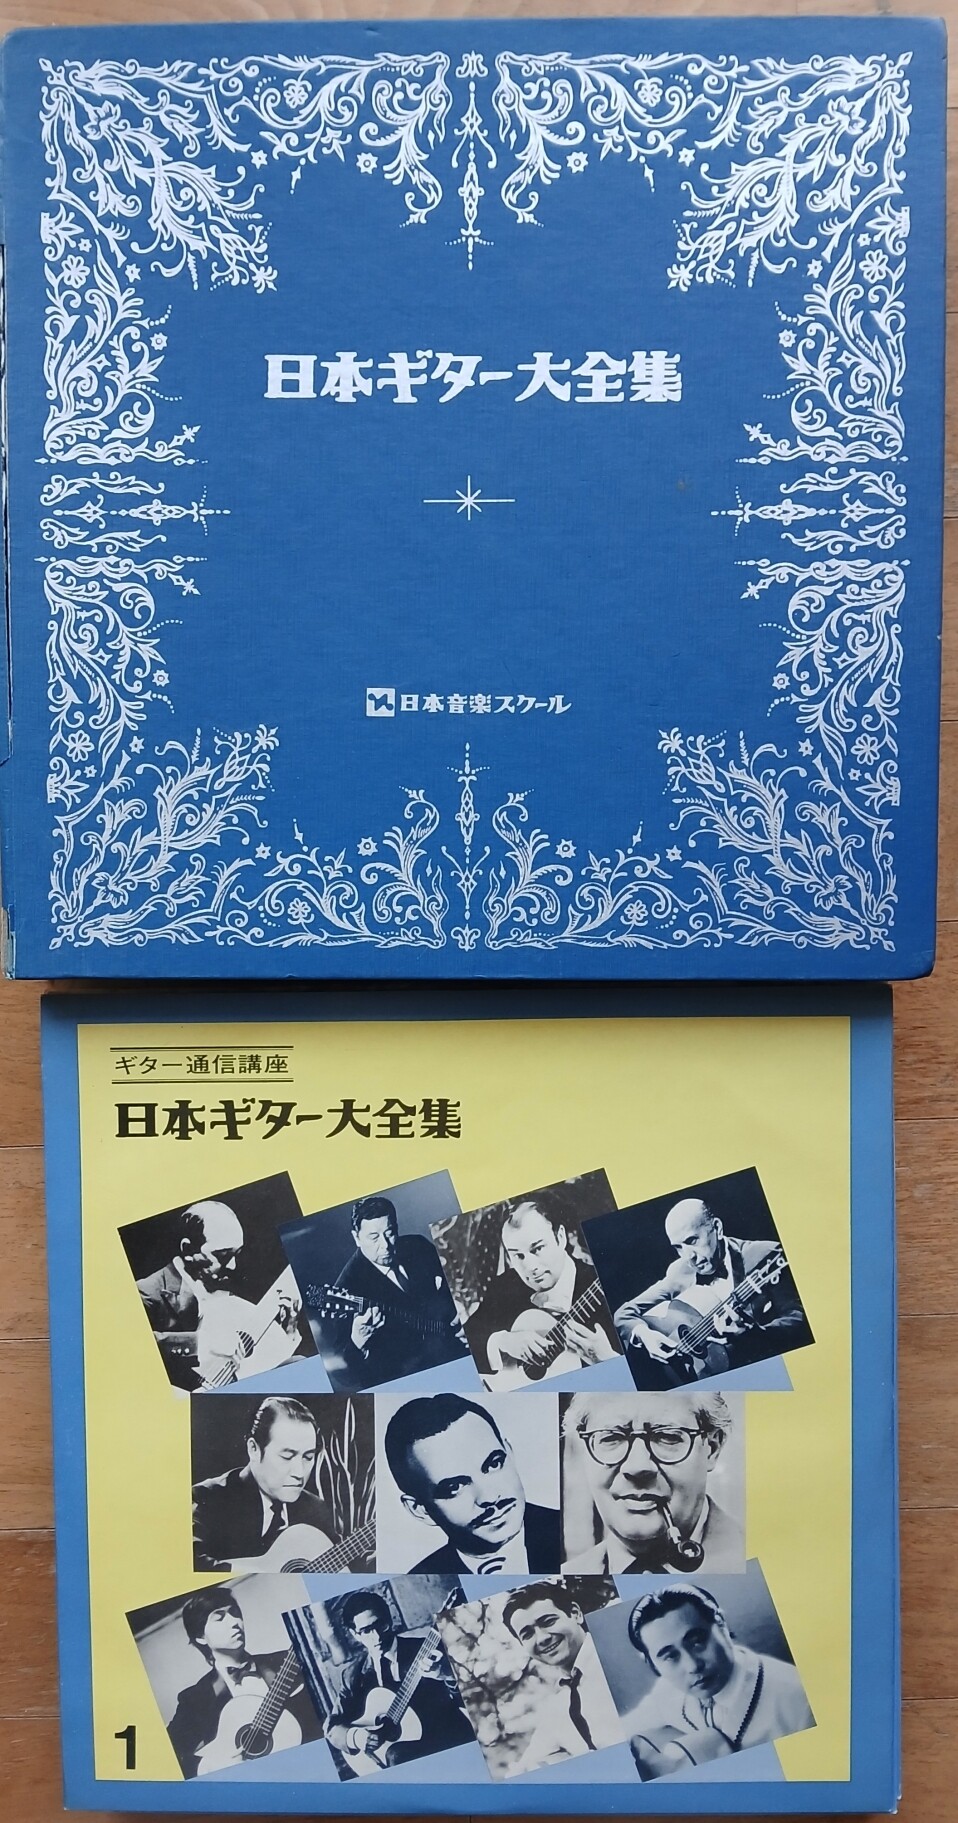 日本ギター大全集
日本音楽スクール
ギター通信講座
日本ギター大全集
1